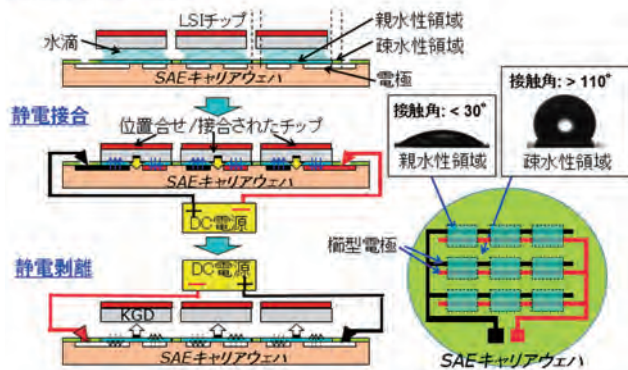 LSIチップ
水滴
親水性領域
疎水性領域
電極
SAEキャリアウェハ
静電接合
位置合せ/接合されたチップ
SAEキャリアウェハ
DC電源
静電剥離
DC電源
KGD
SAEキャリアウェハ
接触角:< 30°
親水性領域
接触角:> 110°
疎水性領域
櫛型電極
SAEキャリアウェハ